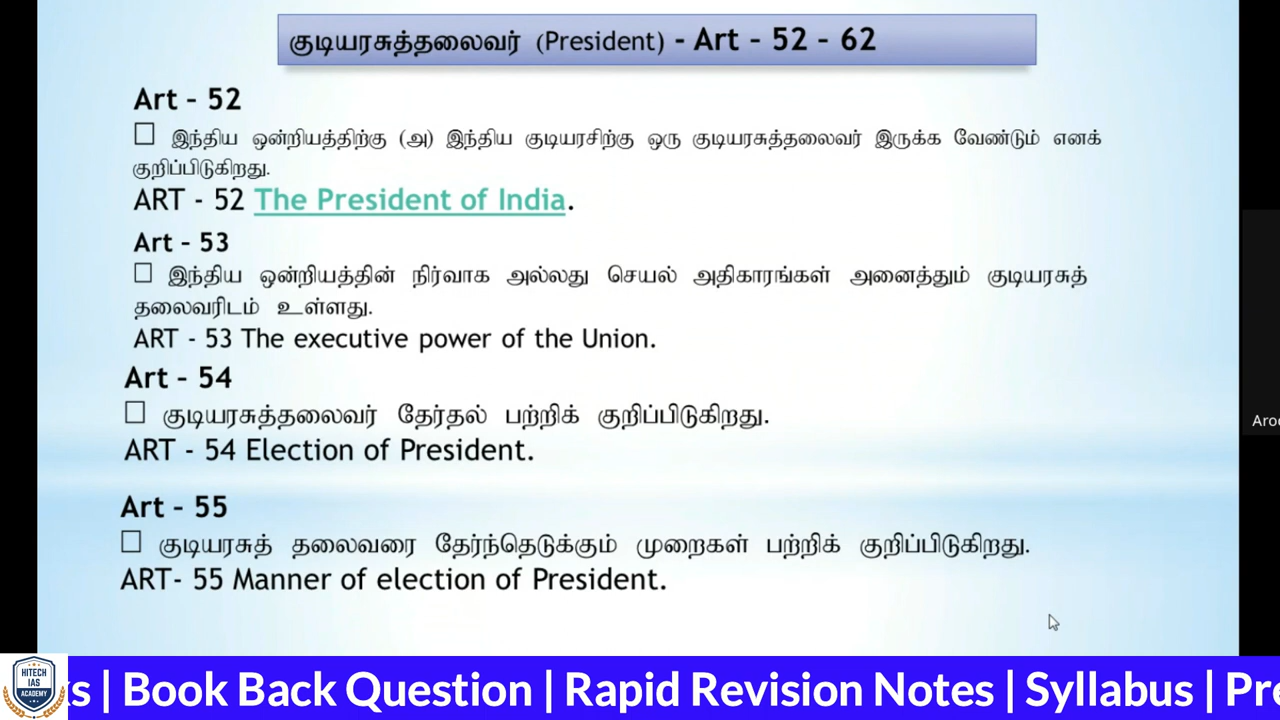 குடியரசுத்தலைவர் (President) - Art - 52 - 62
Art - 52
☐ இந்திய ஒன்றியத்திற்கு (அ) இந்திய குடியரசிற்கு ஒரு குடியரசுத்தலைவர் இருக்க வேண்டும் எனக்
குறிப்பிடுகிறது.
ART - 52 The President of India.
Art - 53
☐ இந்திய ஒன்றியத்தின் நிர்வாக அல்லது செயல் அதிகாரங்கள் அனைத்தும் குடியரசுத்
தலைவரிடம் உள்ளது.
ART - 53 The executive power of the Union.
Art - 54
☐ குடியரசுத்தலைவர் தேர்தல் பற்றிக் குறிப்பிடுகிறது.
ART - 54 Election of President.
Art - 55
☐ குடியரசுத் தலைவரை தேர்ந்தெடுக்கும் முறைகள் பற்றிக் குறிப்பிடுகிறது.
ART- 55 Manner of election of President.
HITECH
IAS
ACADEMY
| Book Back Question | Rapid Revision Notes | Syllabus |